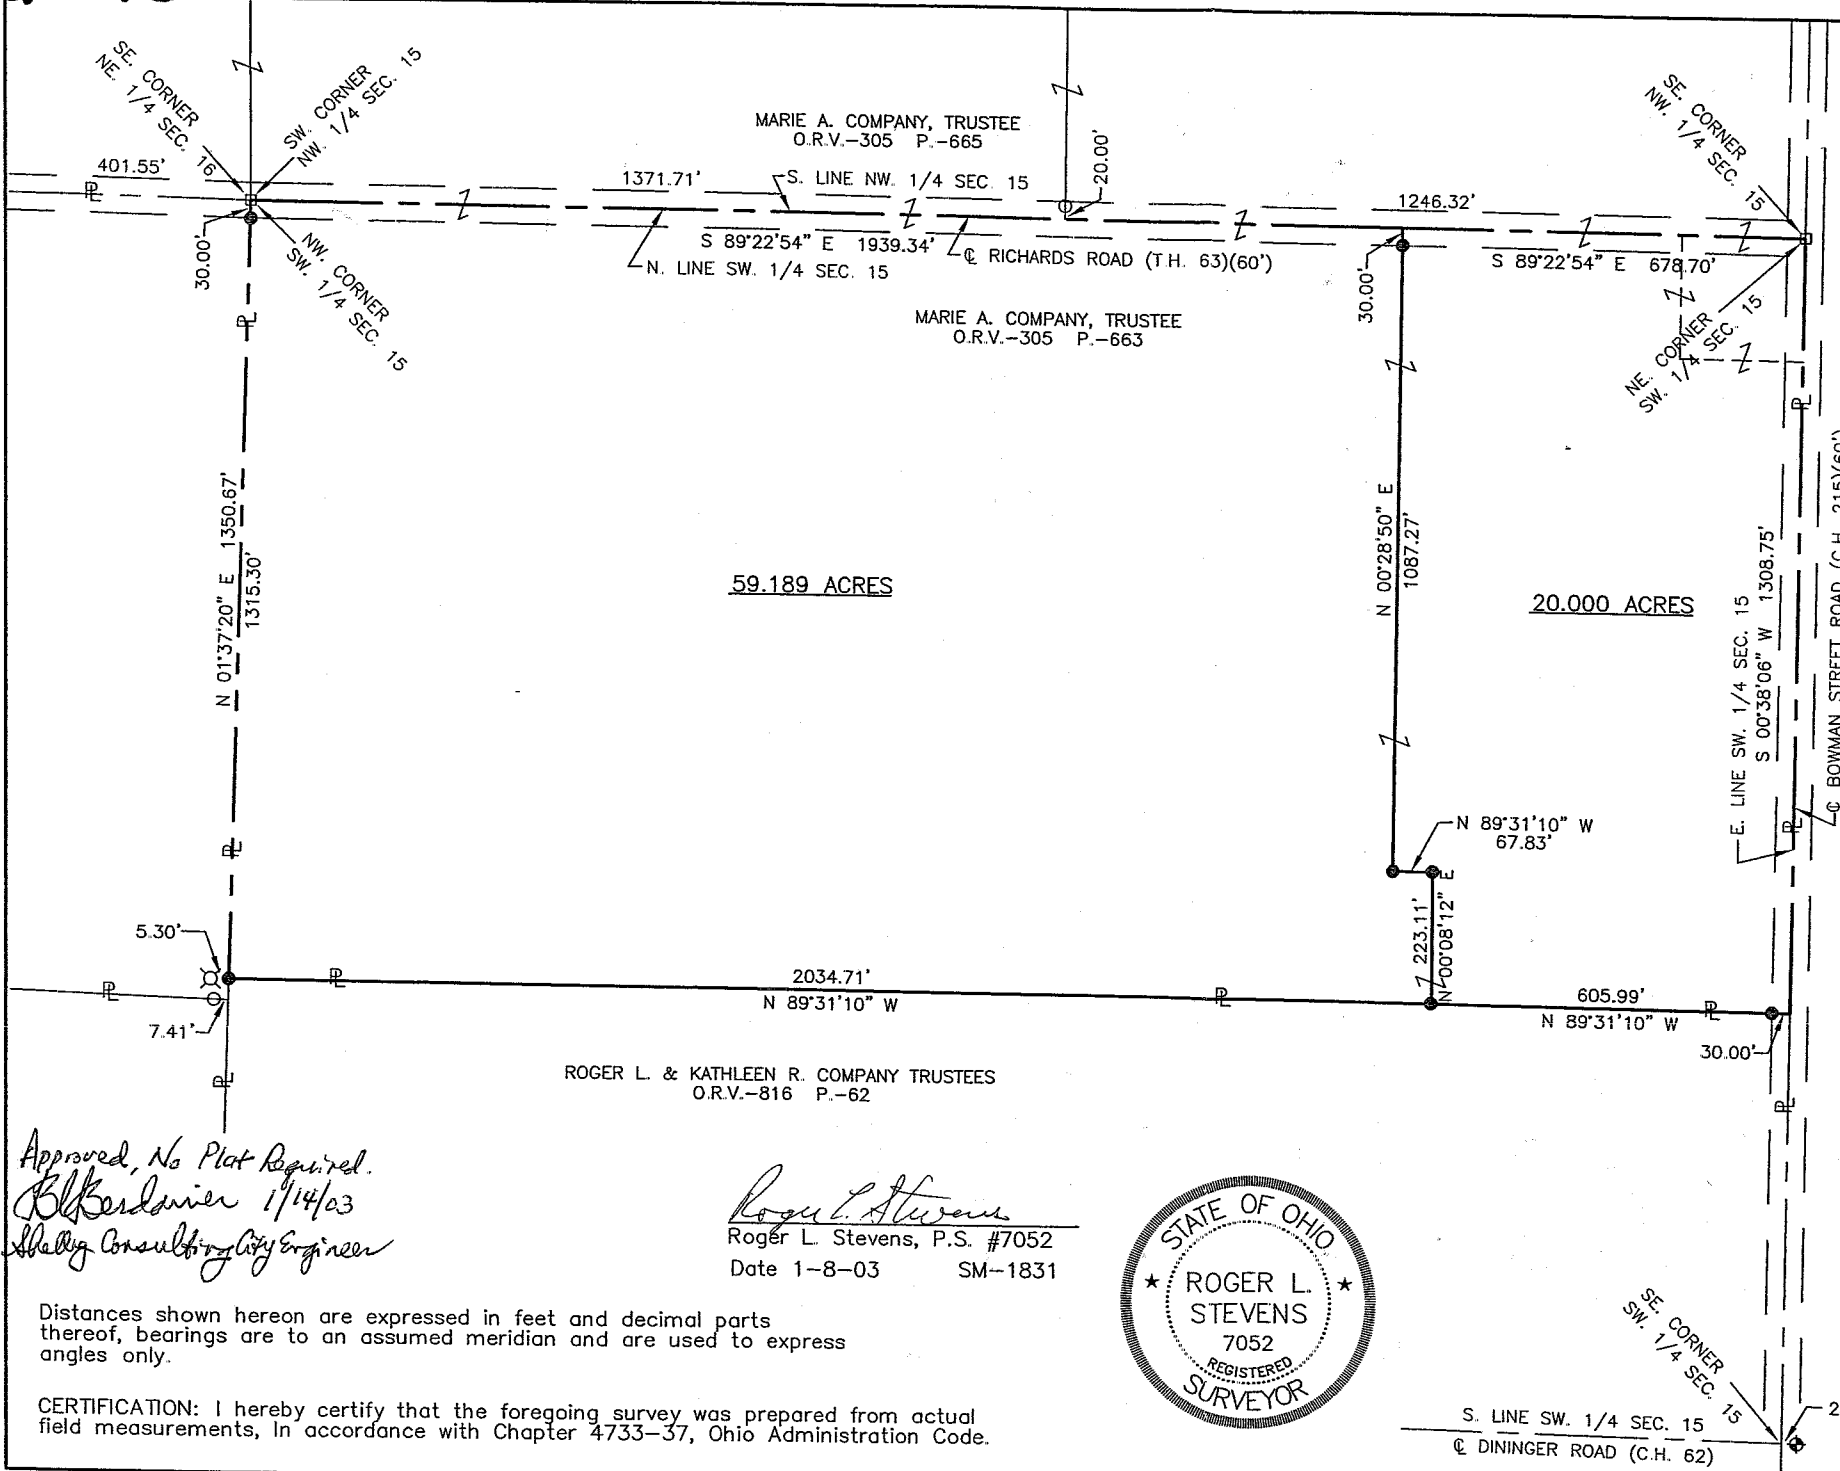 SE. CORNER
NE. 1/4 SEC. 16
SW. CORNER
NW. 1/4 SEC. 15
MARIE A. COMPANY, TRUSTEE
O.R.V.-305 P.-665
SE. CORNER
NW. 1/4 SEC. 15
401.55'
1371.71'
S. LINE NW. 1/4 SEC. 15
20.00'
1246.32'
30.00'
NW. CORNER
SW. 1/4 SEC. 15
S 89°22'54" E 1939.34'
N. LINE SW. 1/4 SEC. 15
℄ RICHARDS ROAD (T.H. 63)(60')
30.00'
S 89°22'54" E 678.70'
MARIE A. COMPANY, TRUSTEE
O.R.V.-305 P.-663
NE. CORNER
SW. 1/4 SEC. 15
N 01°37'20" E 1350.67'
1315.30'
59.189 ACRES
N 00°28'50" E
1087.27'
20.000 ACRES
E. LINE SW. 1/4 SEC. 15
S 00°38'06" W 1308.75'
℄ BOWMAN STREET ROAD (C.H. 215)(60')
N 89°31'10" W
67.83'
223.11'
N 00°08'12" E
5.30'
7.41'
2034.71'
N 89°31'10" W
605.99'
N 89°31'10" W
30.00'
ROGER L. & KATHLEEN R. COMPANY TRUSTEES
O.R.V.-816 P.-62
Approved, No Plat Required.
1/14/03
Shelby Consulting City Engineer
Roger L. Stevens
Roger L. Stevens, P.S. #7052
Date 1-8-03 SM-1831
STATE OF OHIO
ROGER L.
STEVENS
7052
REGISTERED
SURVEYOR
Distances shown hereon are expressed in feet and decimal parts
thereof, bearings are to an assumed meridian and are used to express
angles only.
CERTIFICATION: I hereby certify that the foregoing survey was prepared from actual
field measurements, In accordance with Chapter 4733-37, Ohio Administration Code.
SE. CORNER
SW. 1/4 SEC. 15
S. LINE SW. 1/4 SEC. 15
℄ DININGER ROAD (C.H. 62)
2